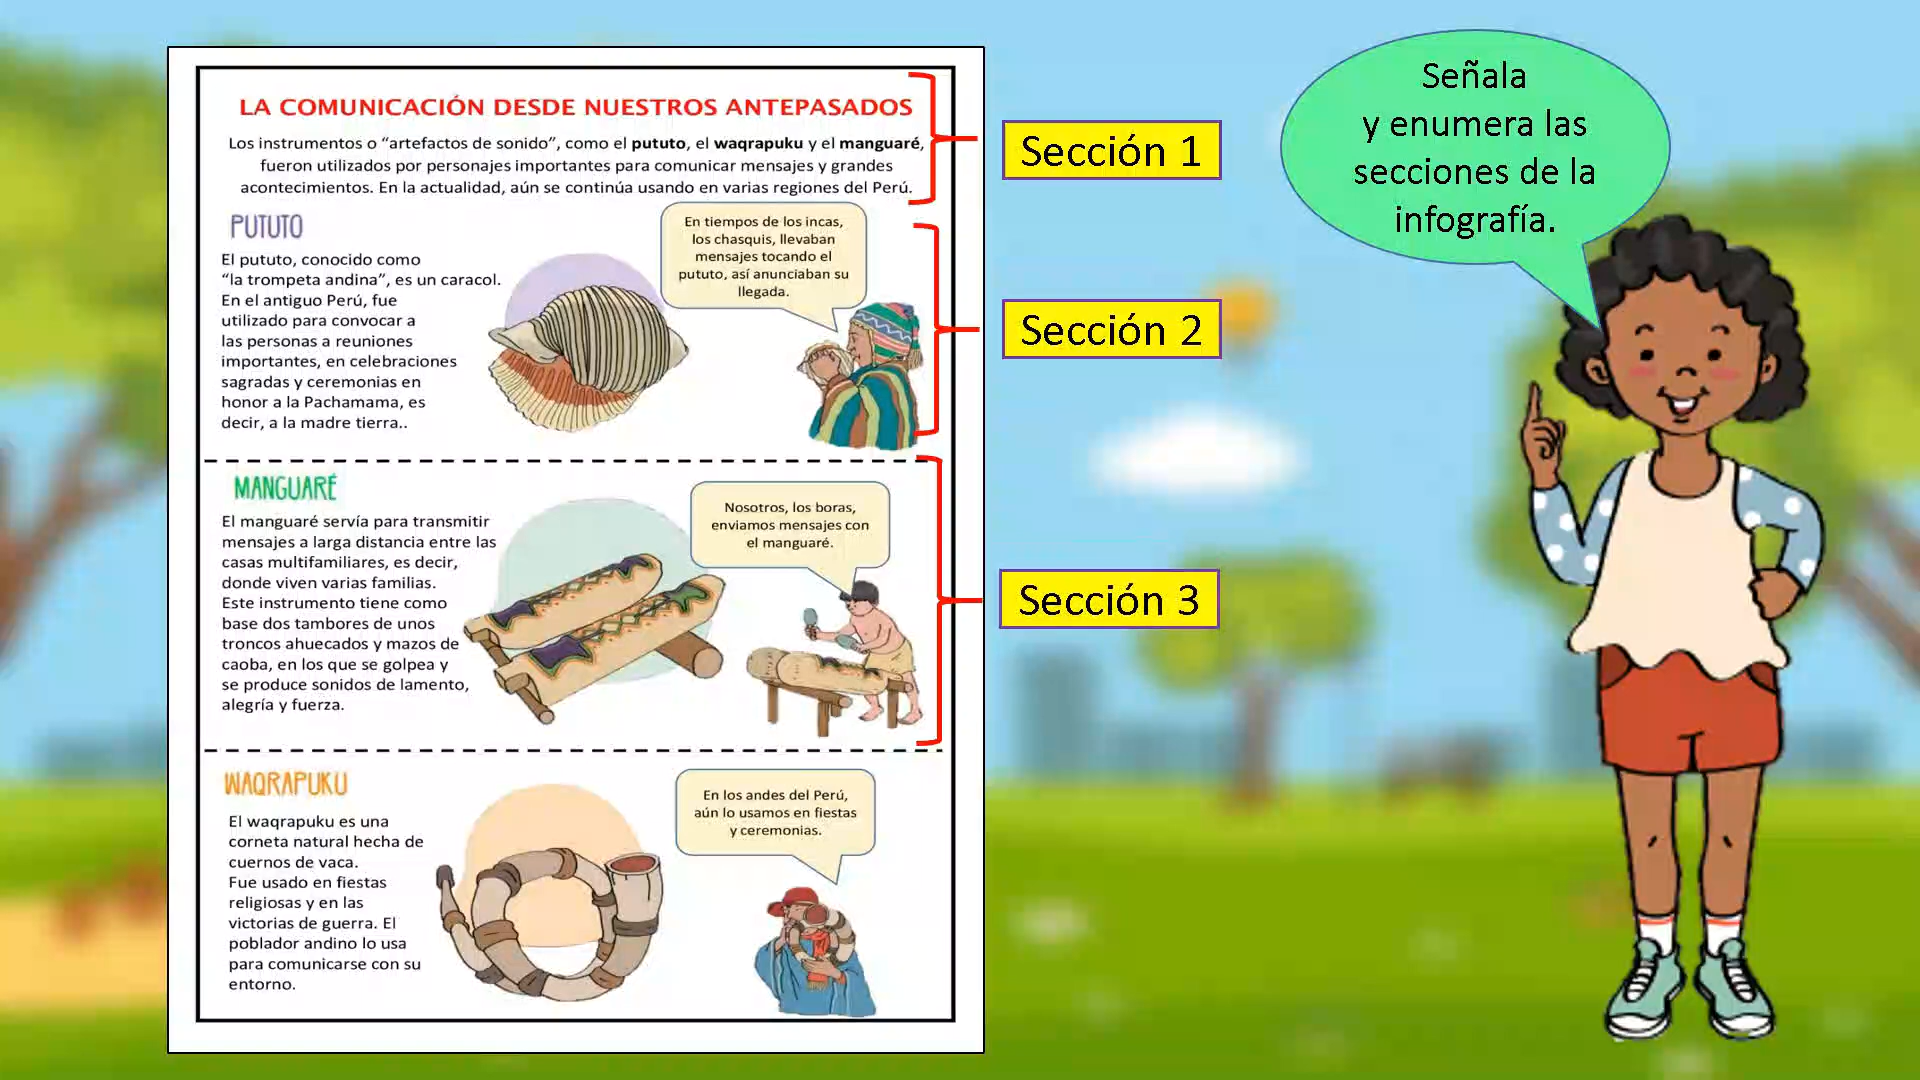 LA COMUNICACIÓN DESDE NUESTROS ANTEPASADOS
Los instrumentos o “artefactos de sonido”, como el pututo, el waqrapuku y el manguaré,
fueron utilizados por personajes importantes para comunicar mensajes y grandes
acontecimientos. En la actualidad, aún se continúa usando en varias regiones del Perú.
PUTUTO
El pututo, conocido como
“la trompeta andina”, es un caracol.
En el antiguo Perú, fue
utilizado para convocar a
las personas a reuniones
importantes, en celebraciones
sagradas y ceremonias en
honor a la Pachamama, es
decir, a la madre tierra..
En tiempos de los incas,
los chasquis, llevaban
mensajes tocando el
pututo, así anunciaban su
llegada.
MANGUARÉ
El manguaré servía para transmitir
mensajes a larga distancia entre las
casas multifamiliares, es decir,
donde viven varias familias.
Este instrumento tiene como
base dos tambores de unos
troncos ahuecados y mazos de
caoba, en los que se golpea y
se produce sonidos de lamento,
alegría y fuerza.
Nosotros, los boras,
enviamos mensajes con
el manguaré.
WAQRAPUKU
El waqrapuku es una
corneta natural hecha de
cuernos de vaca.
Fue usado en fiestas
religiosas y en las
victorias de guerra. El
poblador andino lo usa
para comunicarse con su
entorno.
En los andes del Perú,
aún lo usamos en fiestas
y ceremonias.
Sección 1
Sección 2
Sección 3
Señala
y enumera las
secciones de la
infografía.